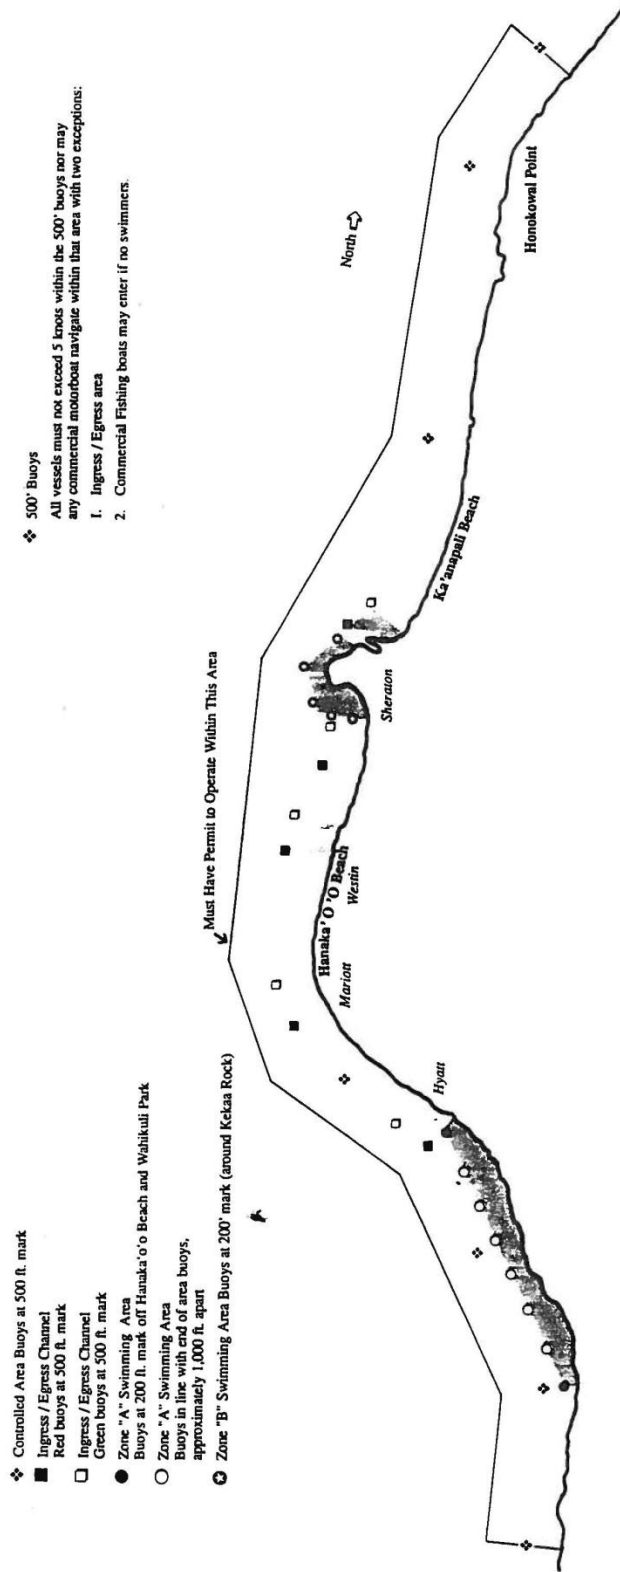 ❖ Controlled Area Buoys at 500 ft. mark
■ Ingress / Egress Channel
Red buoys at 500 ft. mark
□ Ingress / Egress Channel
Green buoys at 500 ft. mark
● Zone "A" Swimming Area
Buoys at 200 ft. mark off Hanaka'o'o Beach and Wahikuli Park
○ Zone "A" Swimming Area
Buoys in line with end of area buoys,
approximately 1,000 ft. apart
✪ Zone "B" Swimming Area Buoys at 200' mark (around Kekaa Rock)
❖ 500' Buoys
All vessels must not exceed 5 knots within the 500' buoys nor may
any commercial motorboat navigate within that area with two exceptions:
1. Ingress / Egress area
2. Commercial Fishing boats may enter if no swimmers.
Must Have Permit to Operate Within This Area
North
Hyatt
Mariott
Hanaka'O'O Beach
Westin
Sheraton
Ka'anapali Beach
Honokowal Point